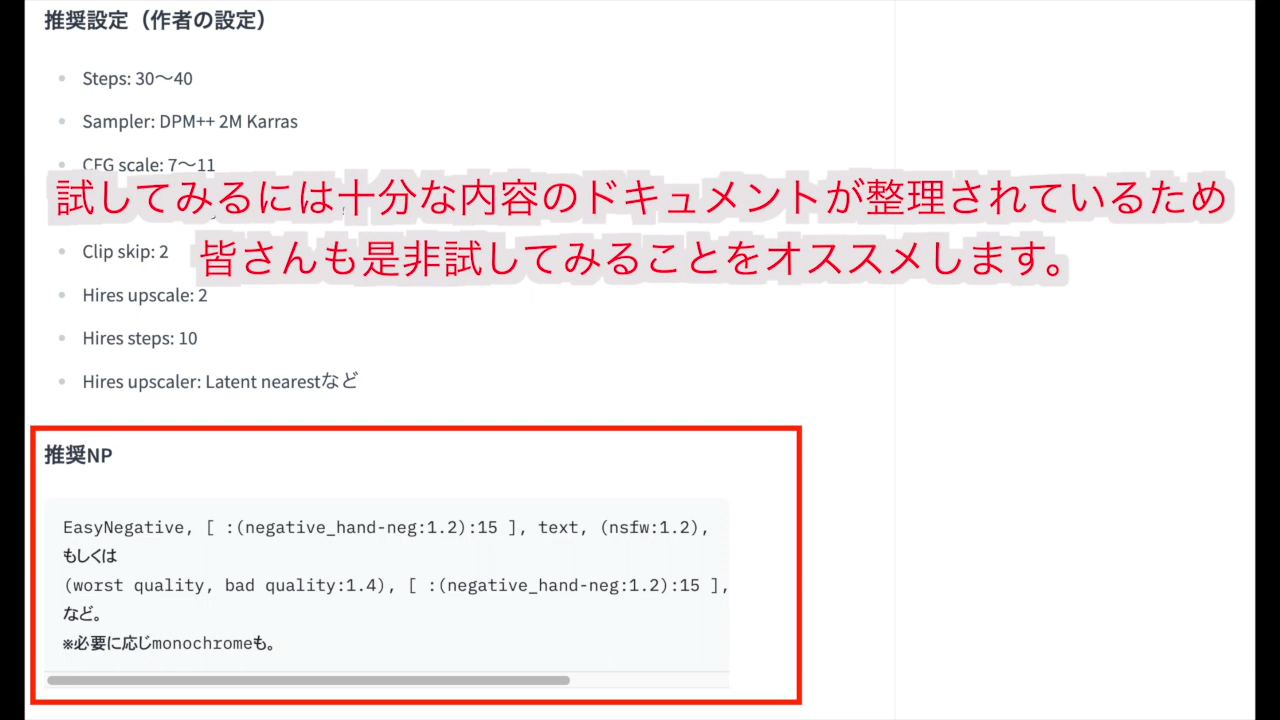 推奨設定（作者の設定）
Steps: 30〜40
Sampler: DPM++ 2M Karras
CFG scale: 7〜11
試してみるには十分な内容のドキュメントが整理されているため
Clip skip: 2
皆さんも是非試してみることをオススメします。
Hires upscale: 2
Hires steps: 10
Hires upscaler: Latent nearestなど
推奨NP
EasyNegative, [ :(negative_hand-neg:1.2):15 ], text, (nsfw:1.2),
もしくは
(worst quality, bad quality:1.4), [ :(negative_hand-neg:1.2):15 ],
など。
※必要に応じmonochromeも。